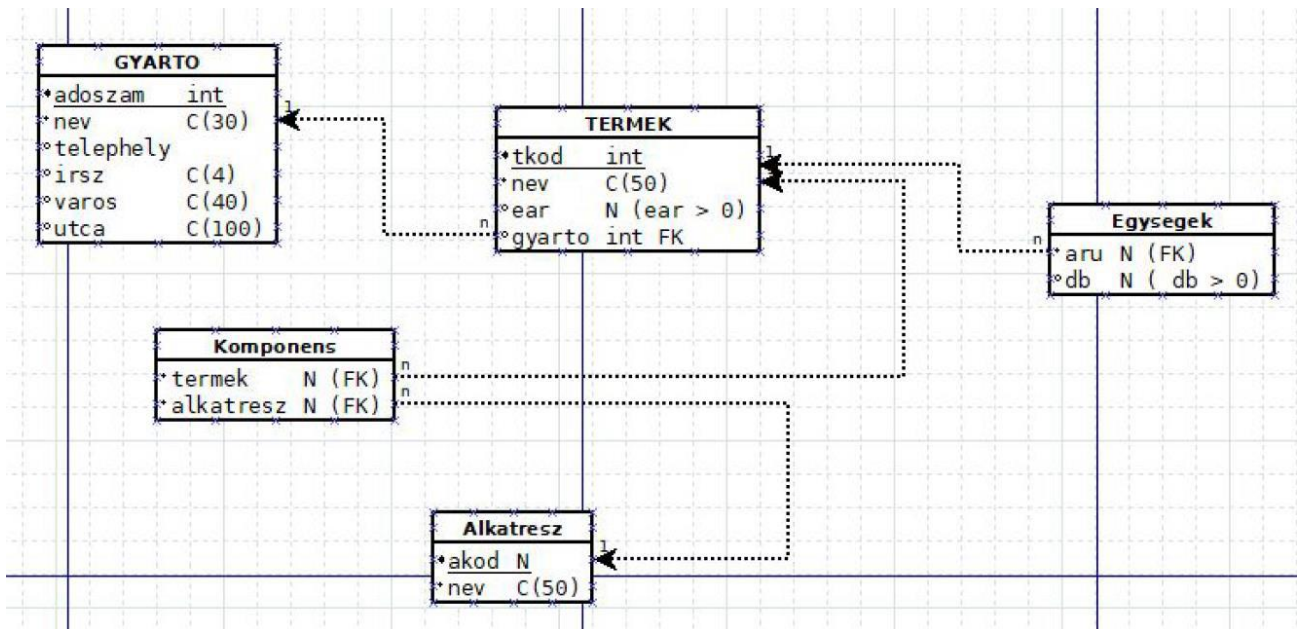 GYARTO
adoszam int
nev C(30)
telephely
irsz C(4)
varos C(40)
utca C(100)
1
n
TERMEK
tkod int
nev C(50)
ear N (ear > 0)
gyarto int FK
1
n
Egysegek
aru N (FK)
db N ( db > 0)
Komponens
termek N (FK)
alkatresz N (FK)
n
n
Alkatresz
akod N
nev C(50)
1